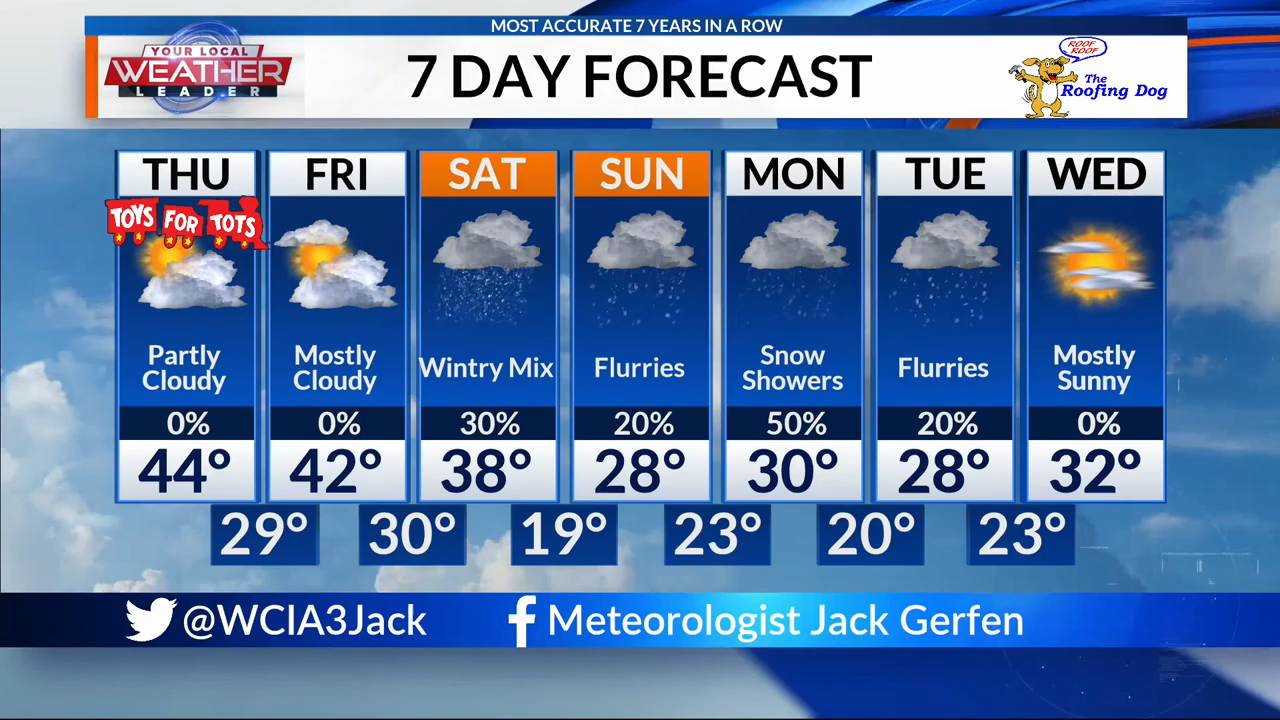 MOST ACCURATE 7 YEARS IN A ROW
YOUR LOCAL
WEATHER
LEADER
7 DAY FORECAST
ROOF
ROOF
The
Roofing Dog
THU FRI SAT SUN MON TUE WED
TOYS FOR TOTS
Partly
Cloudy
Mostly
Cloudy
Wintry Mix
Flurries
Snow
Showers
Flurries
Mostly
Sunny
0% 0% 30% 20% 50% 20% 0%
44° 42° 38° 28° 30° 28° 32°
29° 30° 19° 23° 20° 23°
@WCIA3Jack Meteorologist Jack Gerfen